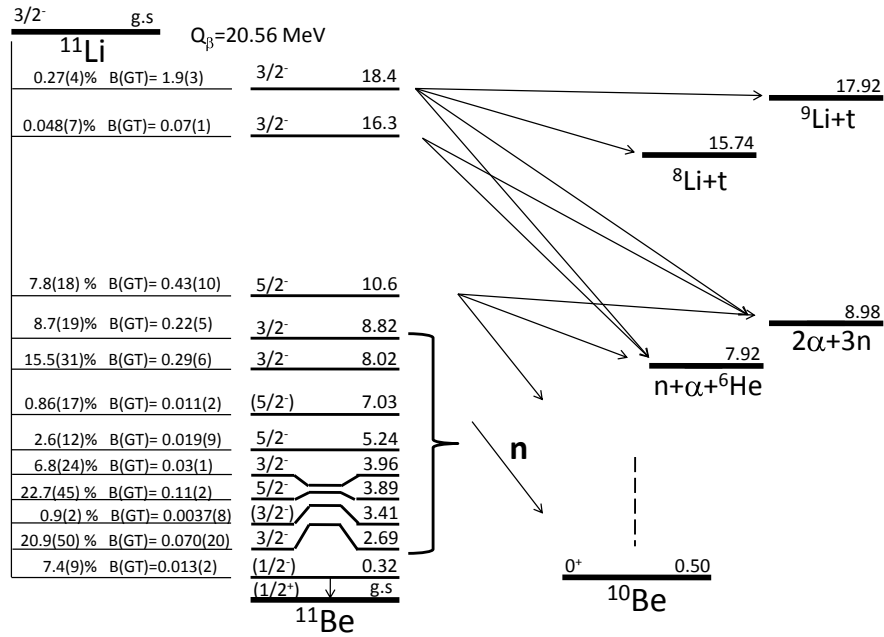 3/2⁻ g.s
¹¹Li
Qβ=20.56 MeV
0.27(4)% B(GT)= 1.9(3) 3/2⁻ 18.4
17.92
⁹Li+t
0.048(7)% B(GT)= 0.07(1) 3/2⁻ 16.3
15.74
⁸Li+t
7.8(18) % B(GT)= 0.43(10) 5/2⁻ 10.6
8.98
2α+3n
8.7(19)% B(GT)= 0.22(5) 3/2⁻ 8.82
15.5(31)% B(GT)= 0.29(6) 3/2⁻ 8.02
7.92
n+α+⁶He
0.86(17)% B(GT)= 0.011(2) (5/2⁻) 7.03
2.6(12)% B(GT)= 0.019(9) 5/2⁻ 5.24
n
6.8(24)% B(GT)= 0.03(1) 3/2⁻ 3.96
22.7(45) % B(GT)= 0.11(2) 5/2⁻ 3.89
0.9(2) % B(GT)= 0.0037(8) (3/2⁻) 3.41
20.9(50) % B(GT)= 0.070(20) 3/2⁻ 2.69
7.4(9)% B(GT)=0.013(2) (1/2⁻) 0.32
0⁺ 0.50
¹⁰Be
(1/2⁺) g.s
¹¹Be